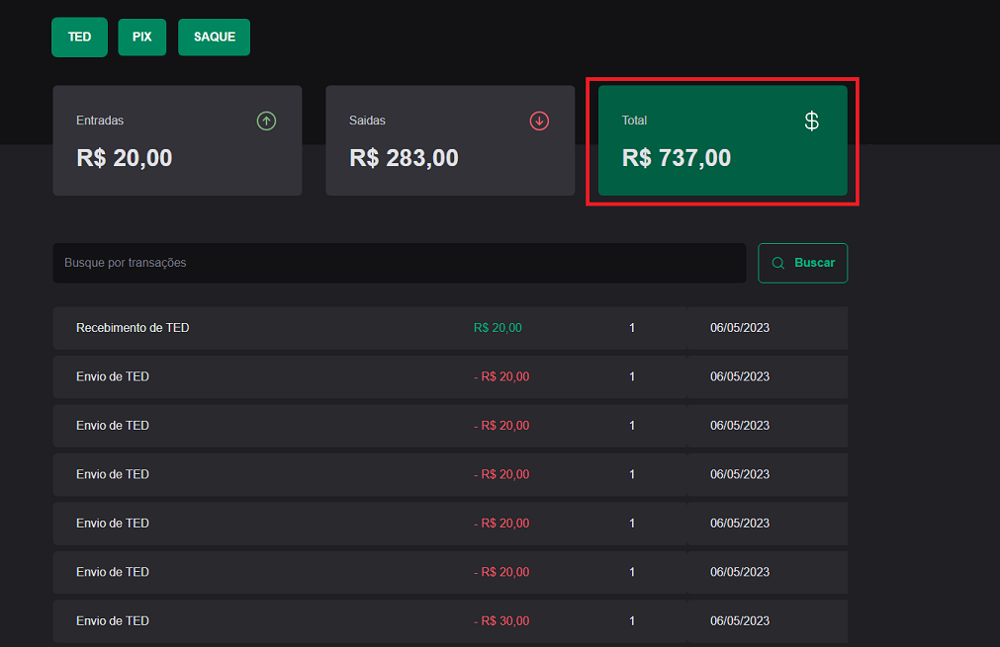 TED PIX SAQUE
Entradas Saidas Total $
R$ 20,00 R$ 283,00 R$ 737,00
Busque por transações Buscar
Recebimento de TED R$ 20,00 1 06/05/2023
Envio de TED - R$ 20,00 1 06/05/2023
Envio de TED - R$ 20,00 1 06/05/2023
Envio de TED - R$ 20,00 1 06/05/2023
Envio de TED - R$ 20,00 1 06/05/2023
Envio de TED - R$ 20,00 1 06/05/2023
Envio de TED - R$ 30,00 1 06/05/2023